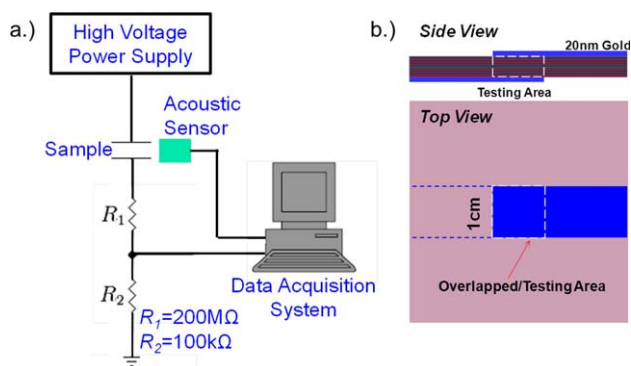 a.)
High Voltage
Power Supply
Acoustic
Sensor
Sample
R₁
R₂
R₁=200MΩ
R₂=100kΩ
Data Acquisition
System
b.)
Side View
20nm Gold
Testing Area
Top View
1cm
Overlapped/Testing Area